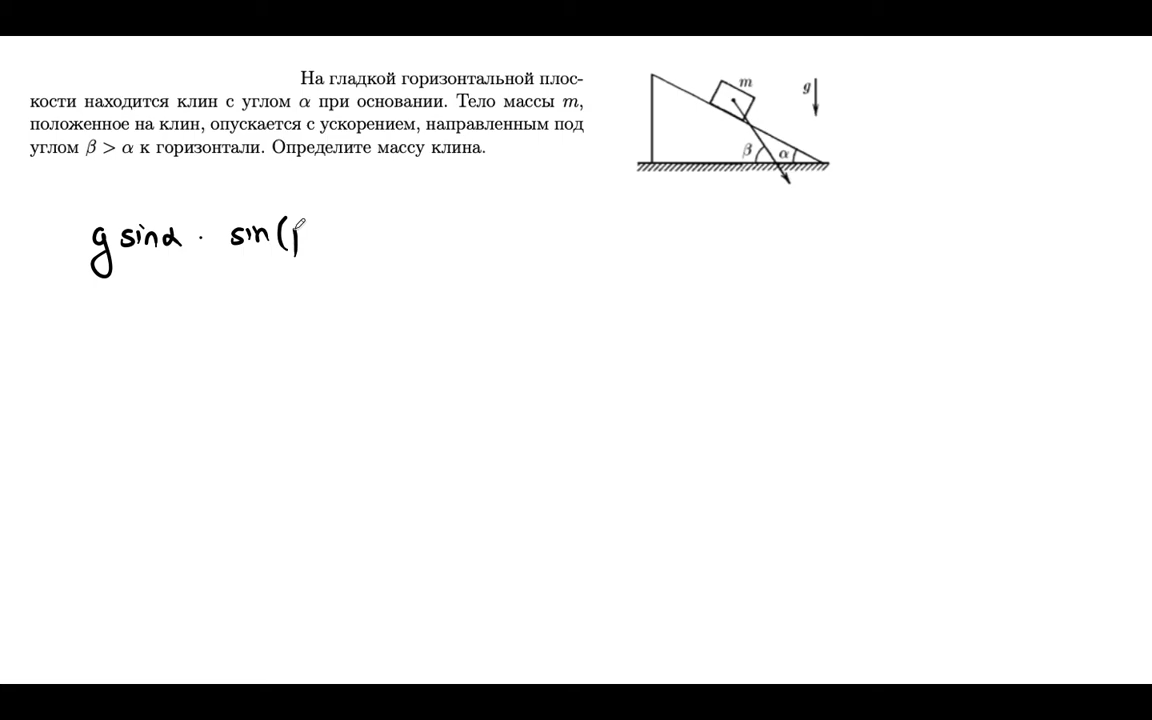 На гладкой горизонтальной плос-
кости находится клин с углом α при основании. Тело массы m,
положенное на клин, опускается с ускорением, направленным под
углом β > α к горизонтали. Определите массу клина.
m
g
β
α
g sinα · sin(